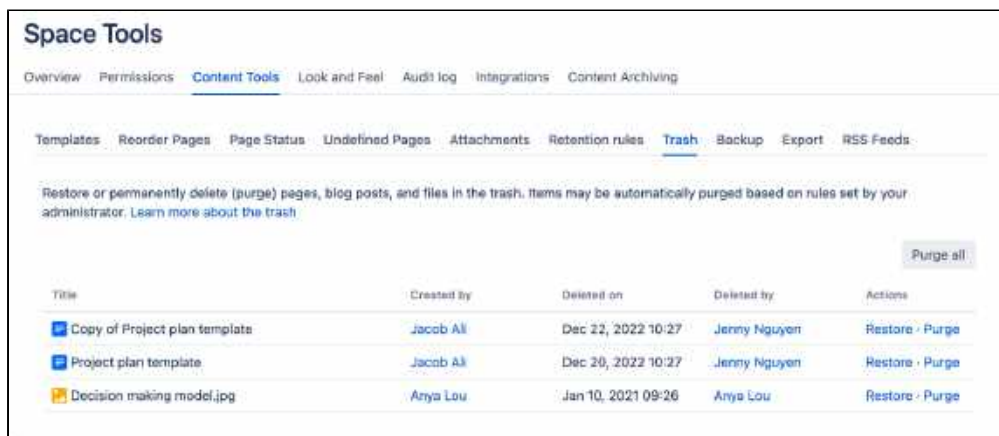 Space Tools
Overview Permissions Content Tools Look and Feel Audit log Integrations Content Archiving
Templates Reorder Pages Page Status Undefined Pages Attachments Retention rules Trash Backup Export RSS Feeds
Restore or permanently delete (purge) pages, blog posts, and files in the trash. Items may be automatically purged based on rules set by your
administrator. Learn more about the trash
Purge all
Title Created by Deleted on Deleted by Actions
Copy of Project plan template Jacob Ali Dec 22, 2022 10:27 Jenny Nguyen Restore · Purge
Project plan template Jacob Ali Dec 20, 2022 10:27 Jenny Nguyen Restore · Purge
Decision making model.jpg Anya Lou Jan 10, 2021 09:26 Anya Lou Restore · Purge